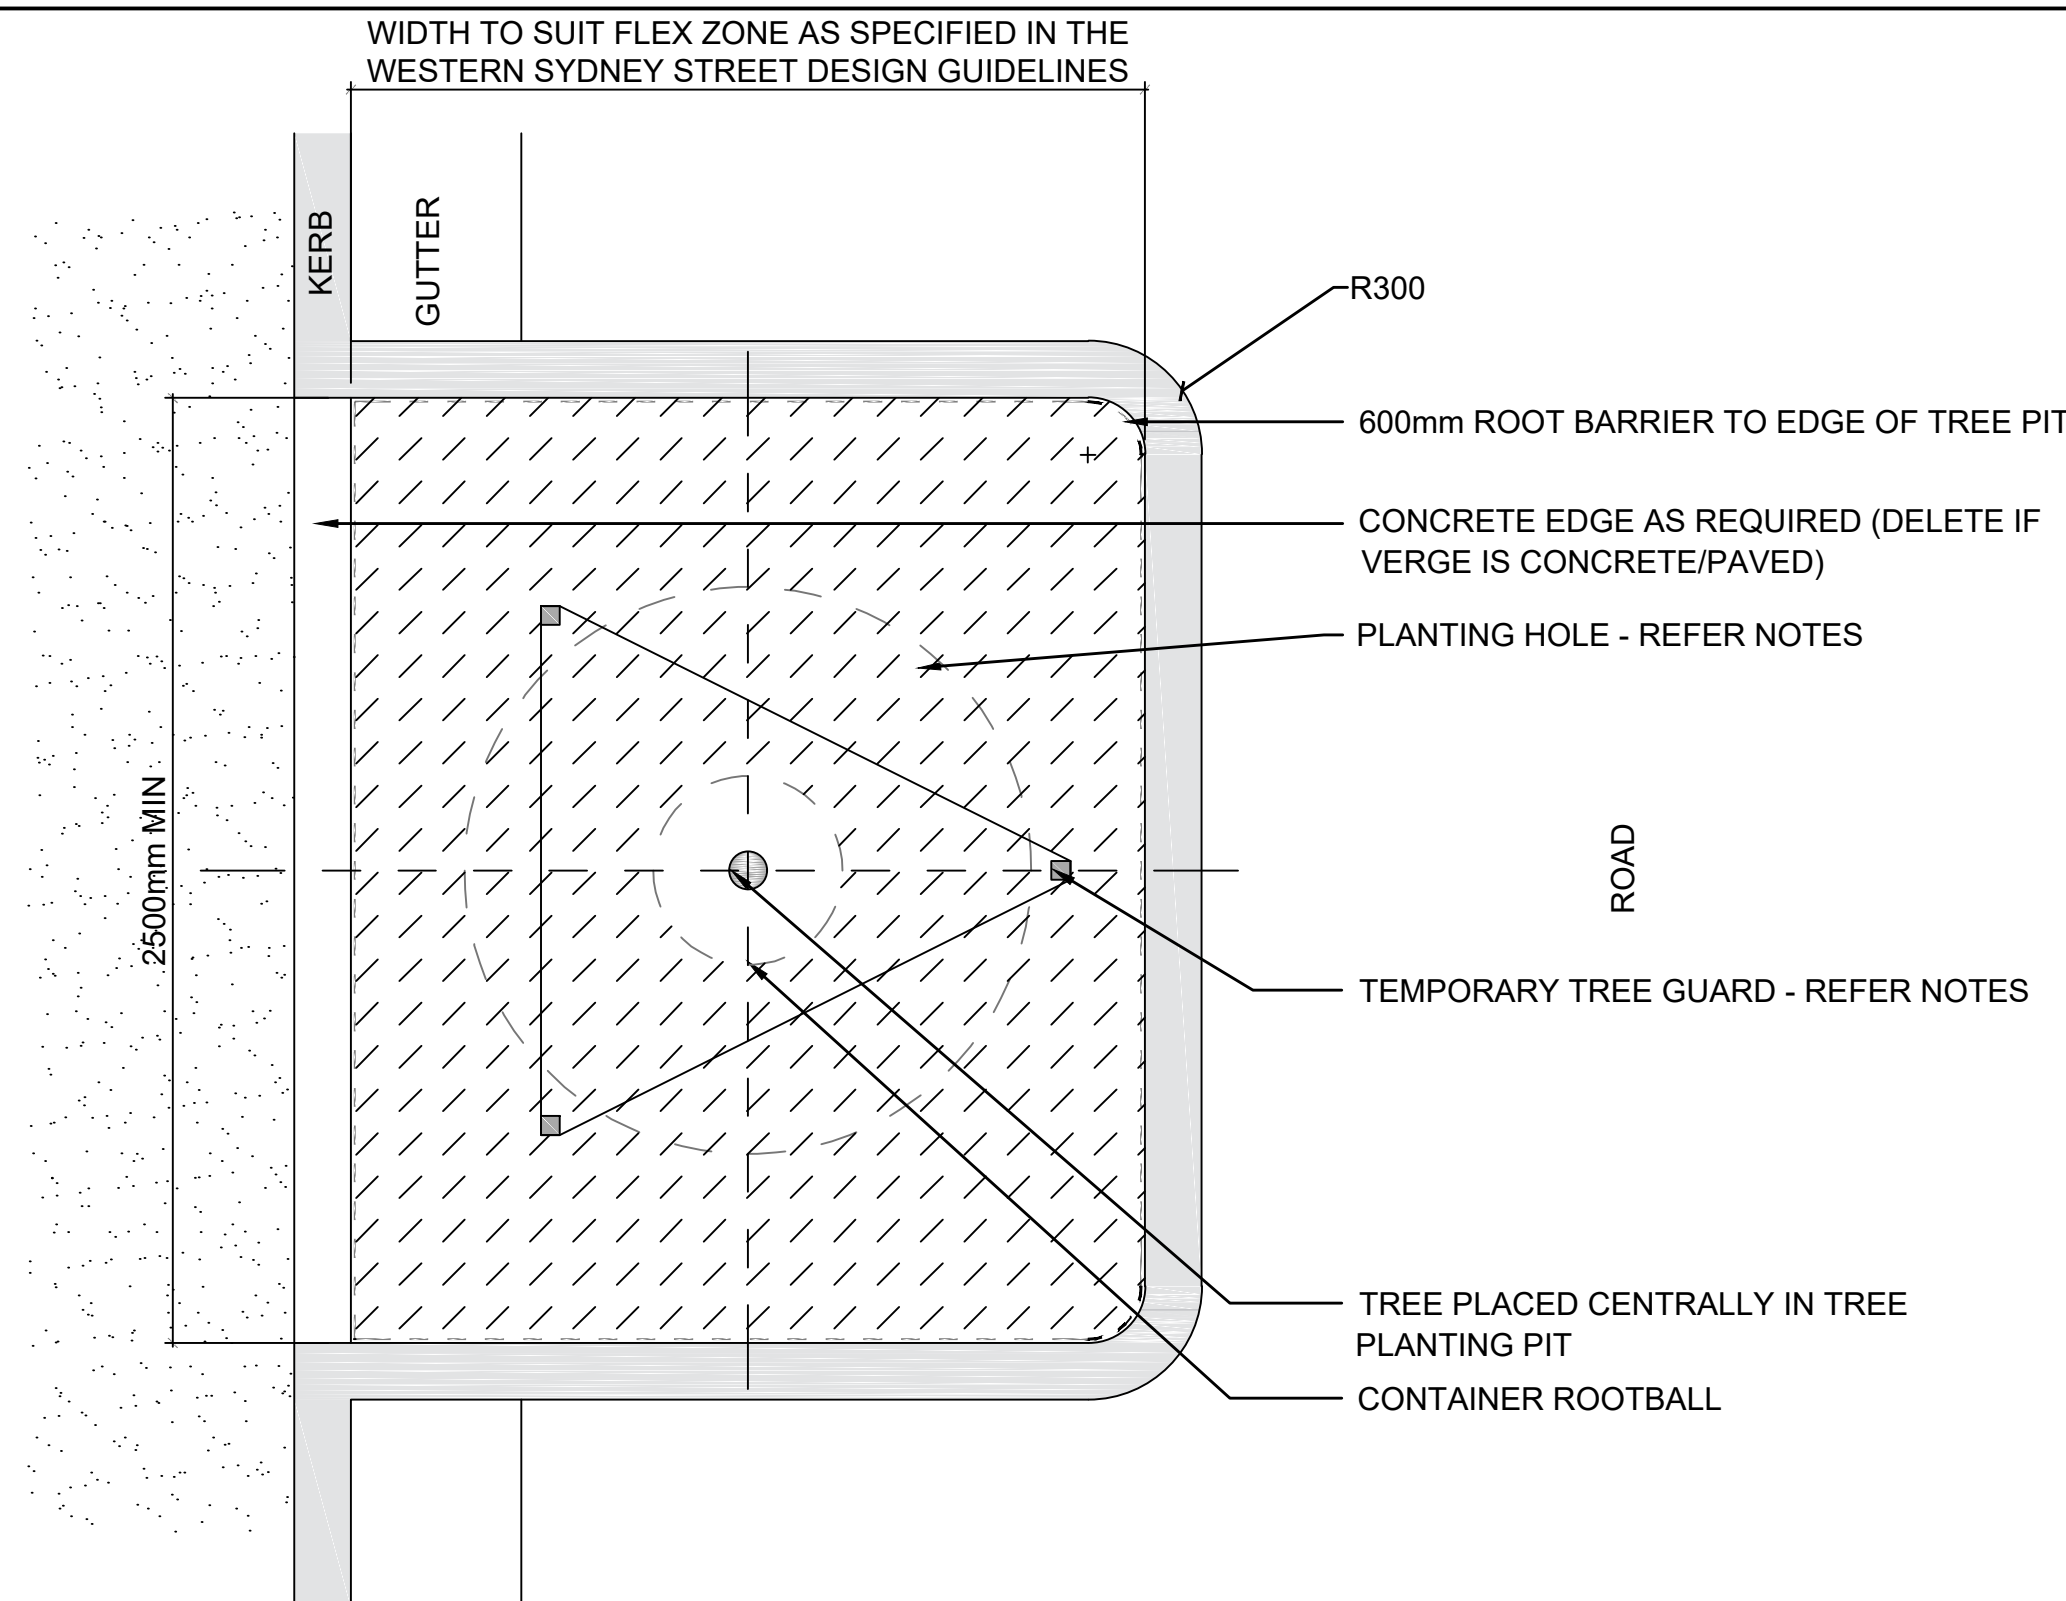 WIDTH TO SUIT FLEX ZONE AS SPECIFIED IN THE
WESTERN SYDNEY STREET DESIGN GUIDELINES
KERB
GUTTER
R300
600mm ROOT BARRIER TO EDGE OF TREE PIT
CONCRETE EDGE AS REQUIRED (DELETE IF
VERGE IS CONCRETE/PAVED)
PLANTING HOLE - REFER NOTES
2500mm MIN
ROAD
TEMPORARY TREE GUARD - REFER NOTES
TREE PLACED CENTRALLY IN TREE
PLANTING PIT
CONTAINER ROOTBALL